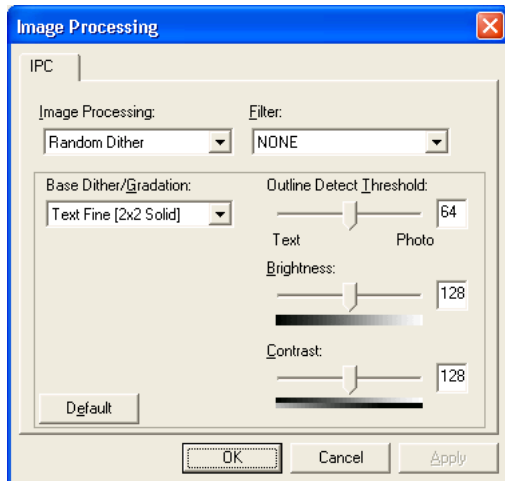 Image Processing
IPC
Image Processing:
Filter:
Random Dither
NONE
Base Dither/Gradation:
Outline Detect Threshold:
Text Fine [2x2 Solid]
64
Text
Photo
Brightness:
128
Contrast:
128
Default
OK
Cancel
Apply